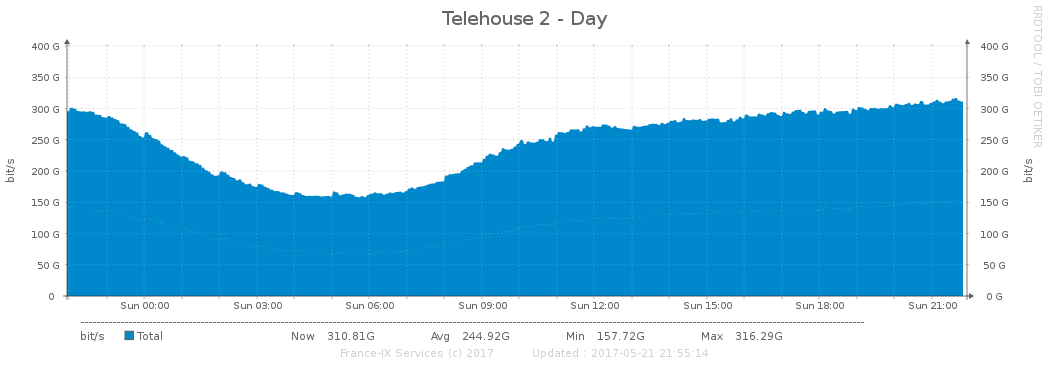 Telehouse 2 - Day
RRDTOOL / TOBI OETIKER
400 G 400 G
350 G 350 G
300 G 300 G
250 G 250 G
200 G 200 G
150 G 150 G
100 G 100 G
50 G 50 G
0 0 G
bit/s bit/s
Sun 00:00 Sun 03:00 Sun 06:00 Sun 09:00 Sun 12:00 Sun 15:00 Sun 18:00 Sun 21:00
bit/s Total Now 310.81G Avg 244.92G Min 157.72G Max 316.29G
France-IX Services (c) 2017 Updated : 2017-05-21 21:55:14